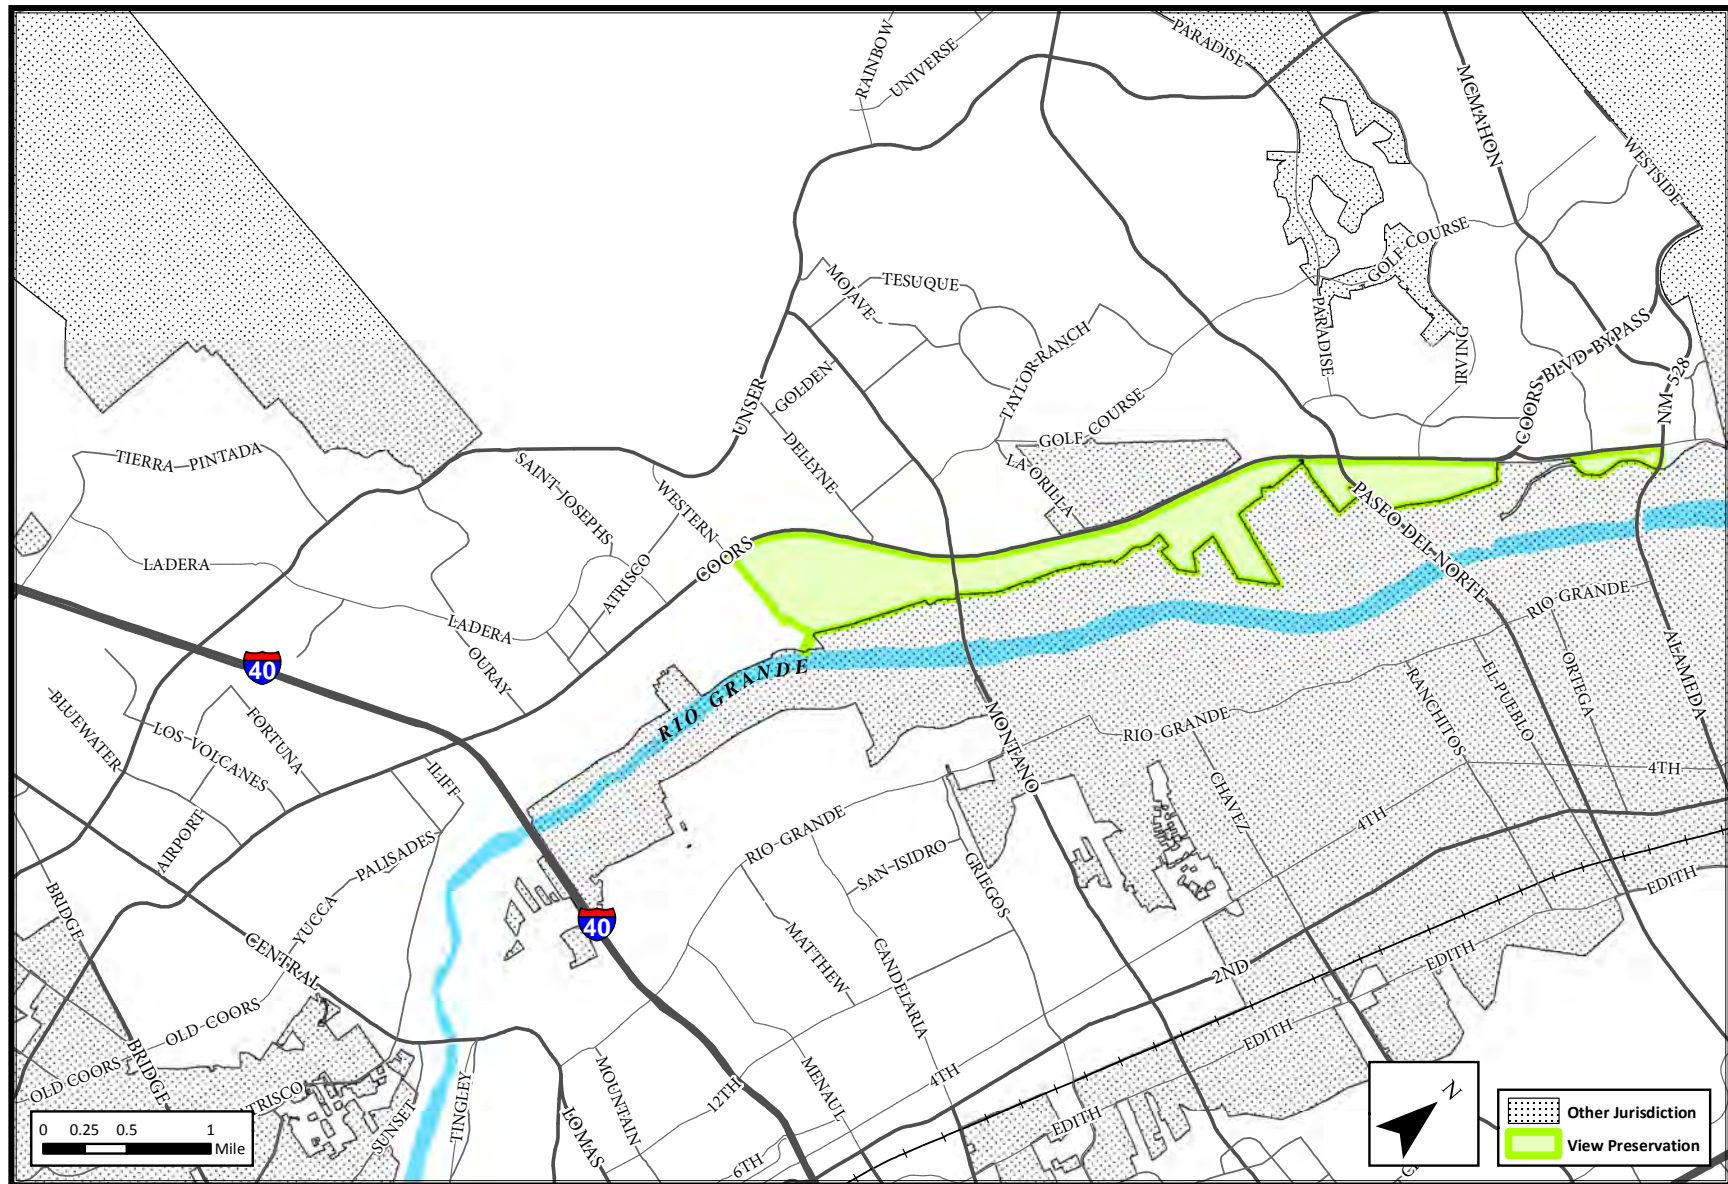 PARADISE
RAINBOW
UNIVERSE
MCMAHON
WESTSIDE
GOLF COURSE
MOJAVE
TESUQUE
PARADISE
IRVING
COORS BLVD BYPASS
NM-528
TAYLOR RANCH
GOLDEN
UNSER
GOLF COURSE
DELLYNE
LA ORILLA
TIERRA PINTADA
SAINT JOSEPHS
WESTERN
COORS
PASEO DEL NORTE
LADERA
ATRISCO
LADERA
OURAY
RIO GRANDE
ALAMEDA
40
RIO GRANDE
RANCHITOS
EL PUEBLO
ORTEGA
BLUEWATER
LOS VOLCANES
FORTUNA
MONTANO
RIO GRANDE
4TH
ILIFF
CHAVEZ
AIRPORT
PALISADES
RIO GRANDE
SAN ISIDRO
GRIEGOS
4TH
EDITH
BRIDGE
YUCCA
40
CENTRAL
MATTHEW
CANDELARIA
2ND
EDITH
OLD COORS
BRIDGE
OLD COORS
EDITH
4TH
MOUNTAIN
12TH
MENAUL
EDITH
TRISCO
SUNSET
TINGLEY
LOMAS
6TH
0 0.25 0.5 1
Mile
N
Other Jurisdiction
View Preservation